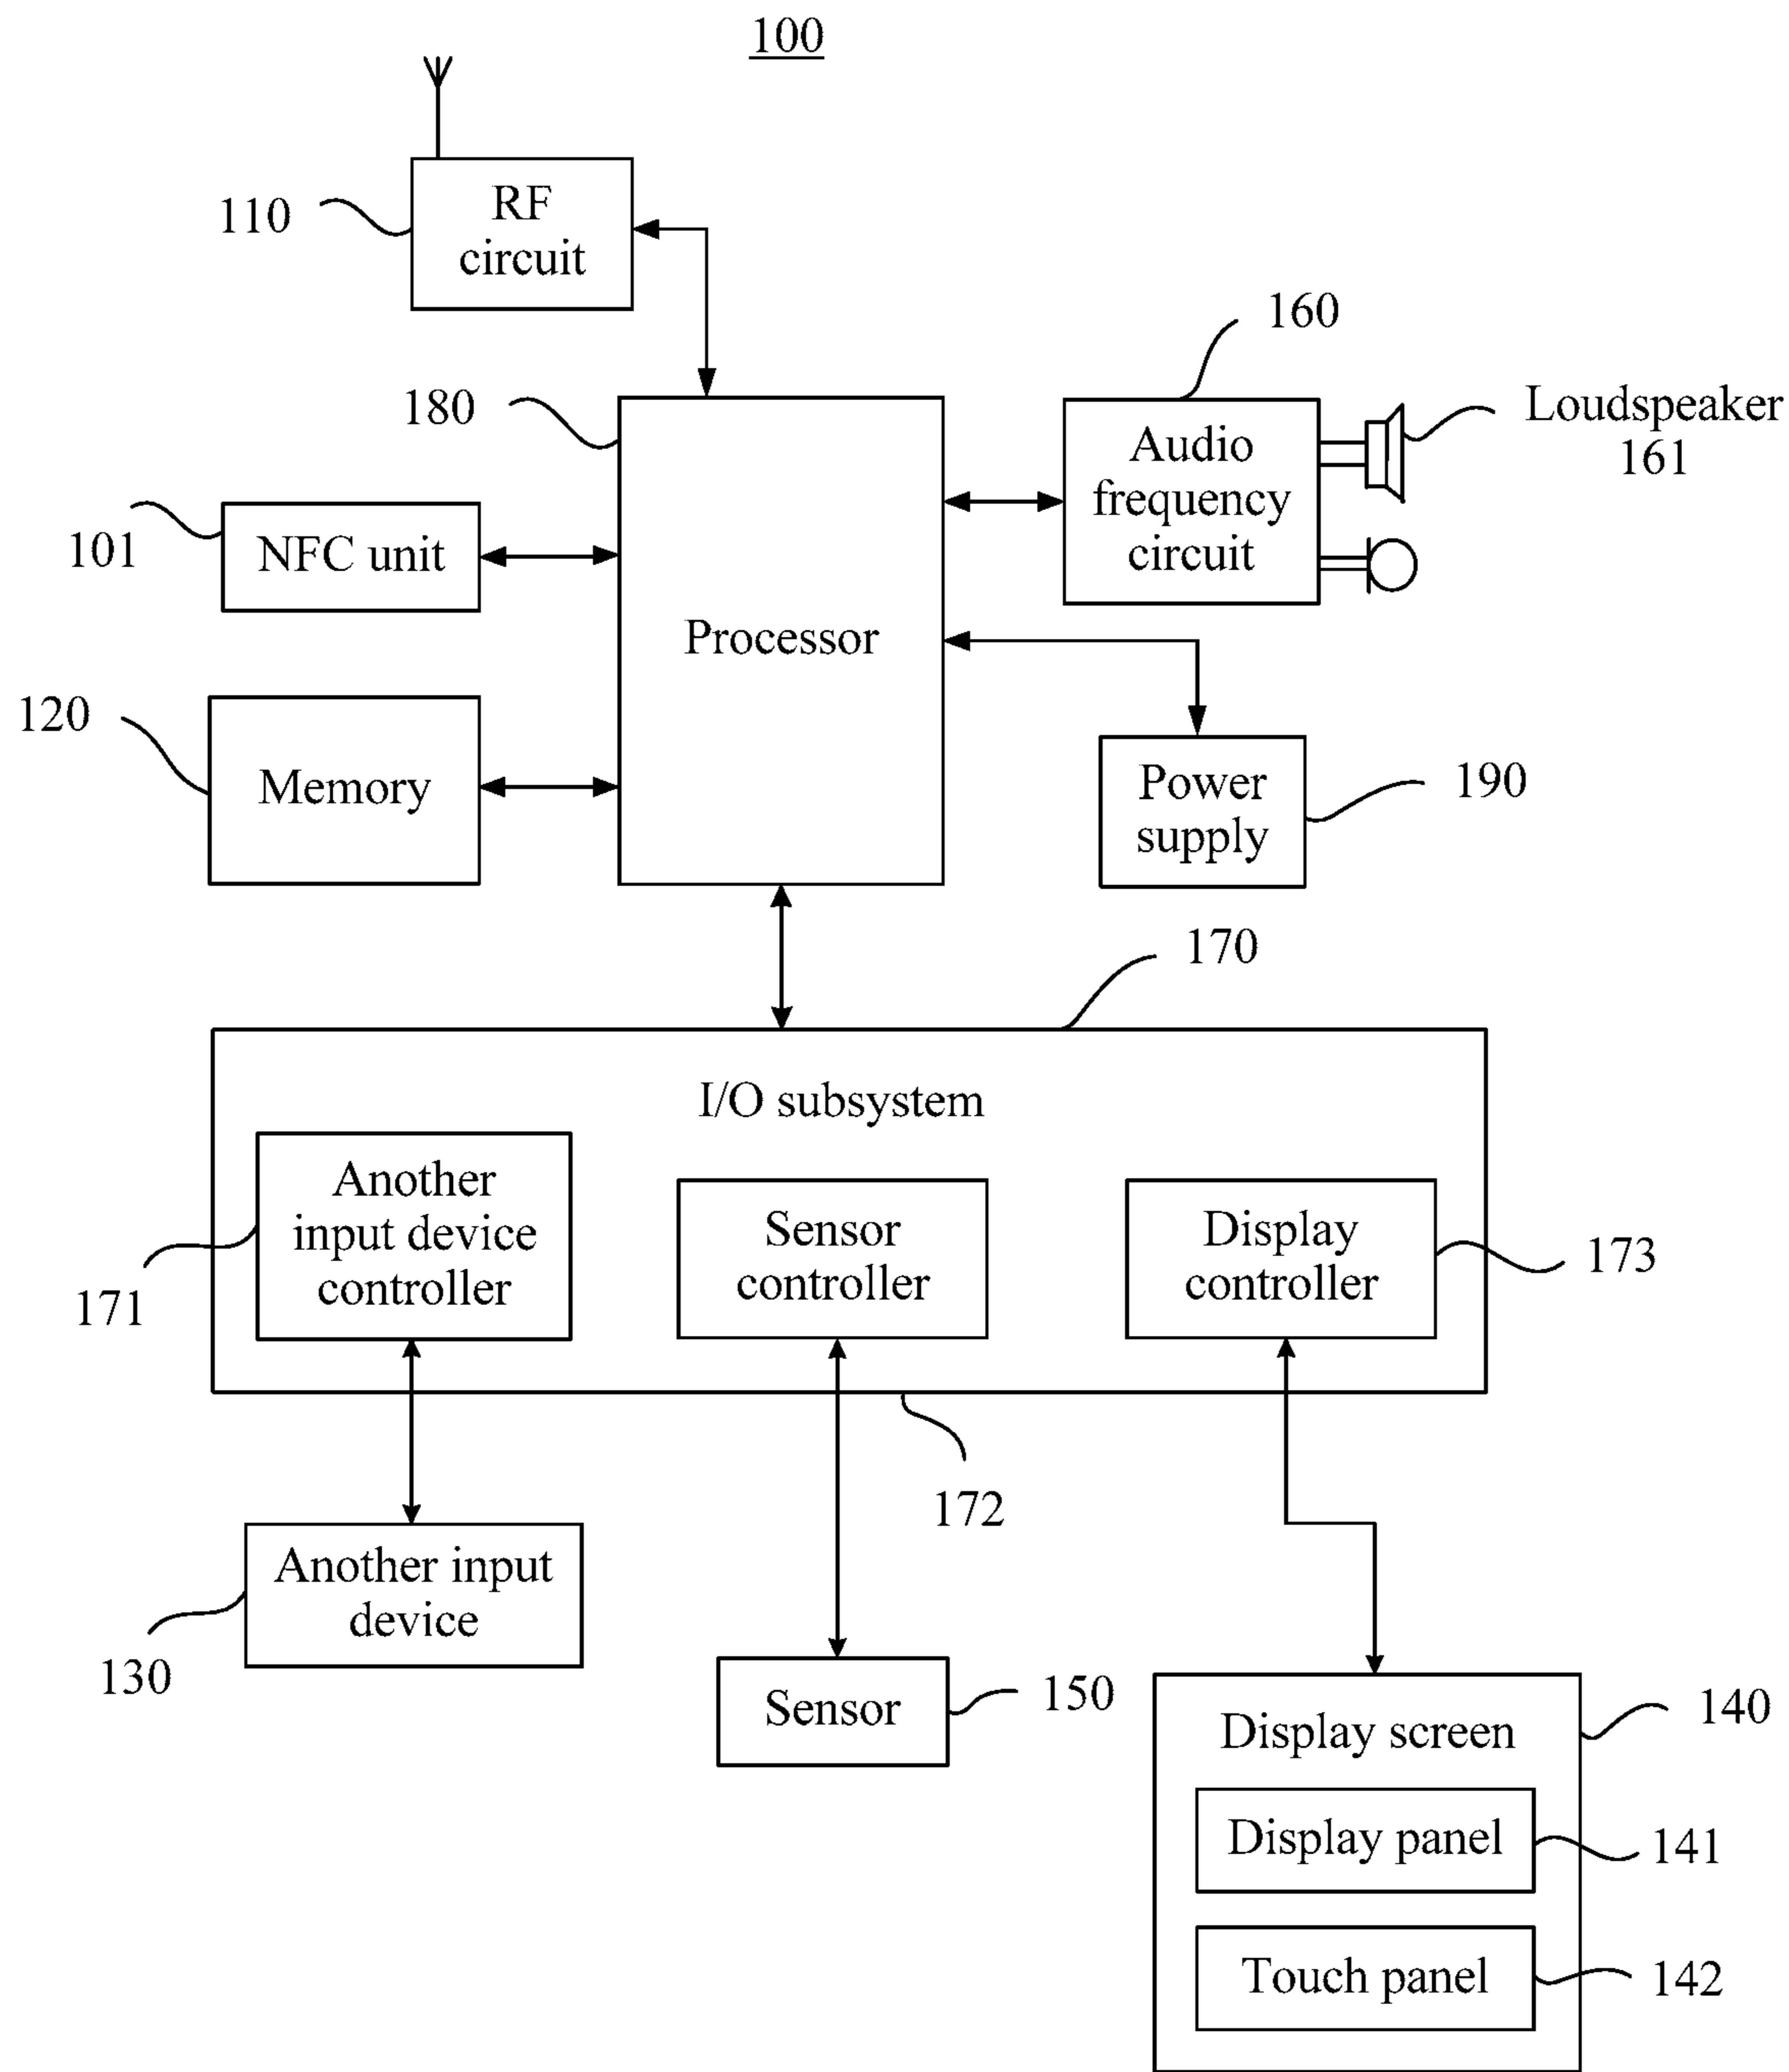 100
110
RF
circuit
160
180
Loudspeaker
161
Audio
frequency
circuit
101
NFC unit
Processor
120
Memory
Power
supply
190
170
I/O subsystem
Another
input device
controller
Sensor
controller
Display
controller
171
173
172
Another input
device
130
Sensor
150
Display screen
140
Display panel
141
Touch panel
142